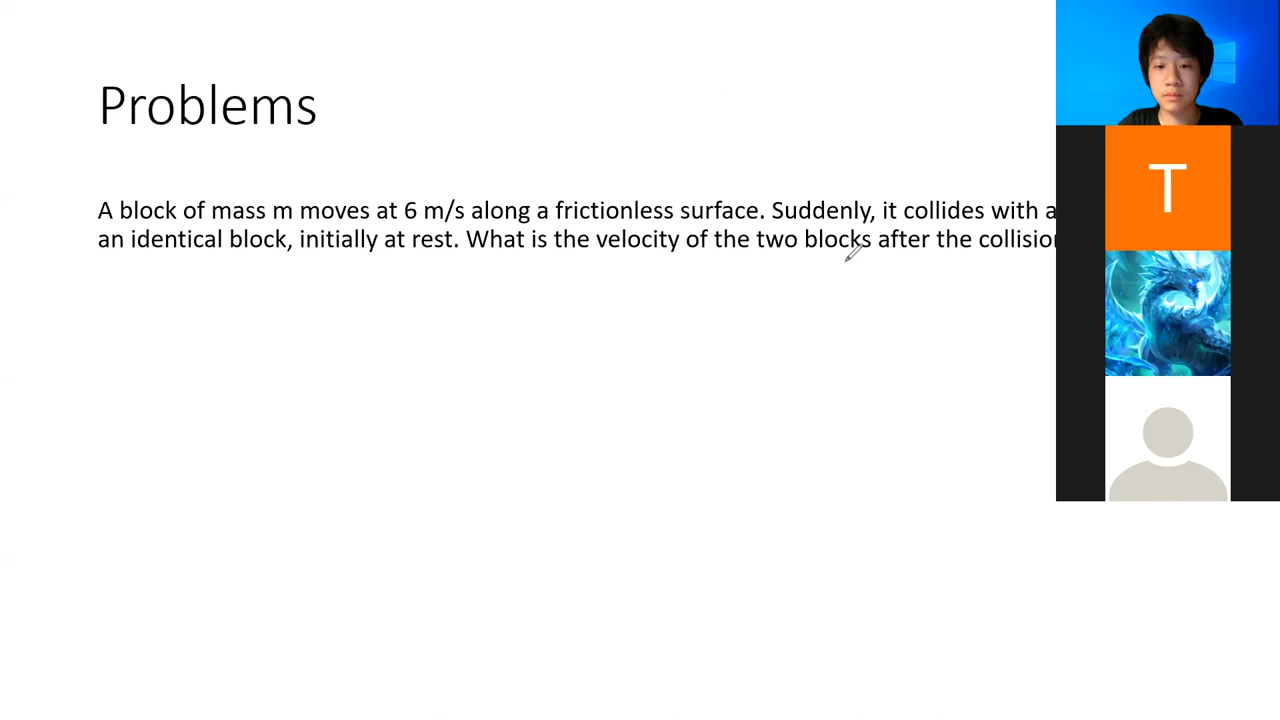 Problems
A block of mass m moves at 6 m/s along a frictionless surface. Suddenly, it collides with a
an identical block, initially at rest. What is the velocity of the two blocks after the
T